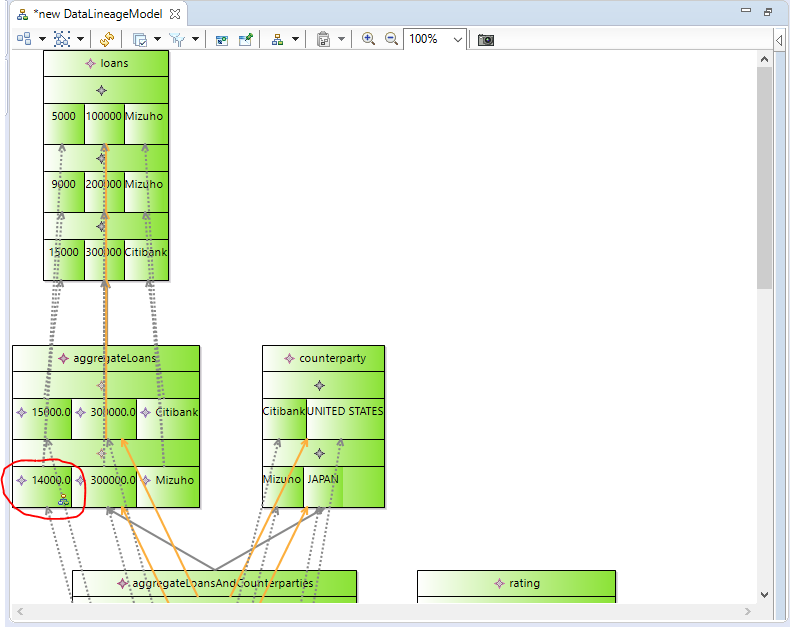 *new DataLineageModel
100%
loans
5000 100000 Mizuho
9000 200000 Mizuho
15000 300000 Citibank
aggregateLoans
15000.0 300000.0 Citibank
14000.0 300000.0 Mizuho
counterparty
Citibank UNITED STATES
Mizuho JAPAN
aggregateLoansAndCounterparties
rating